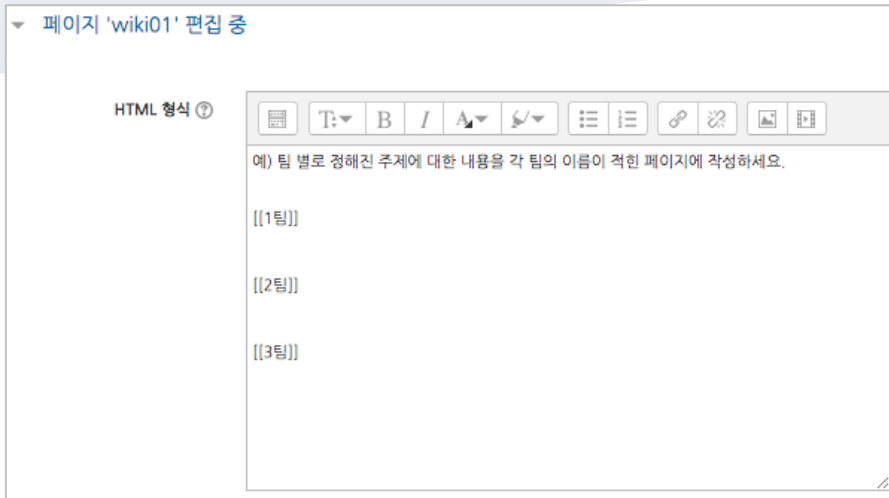 페이지 'wiki01' 편집 중
HTML 형식
예) 팀 별로 정해진 주제에 대한 내용을 각 팀의 이름이 적힌 페이지에 작성하세요.
[[1팀]]
[[2팀]]
[[3팀]]